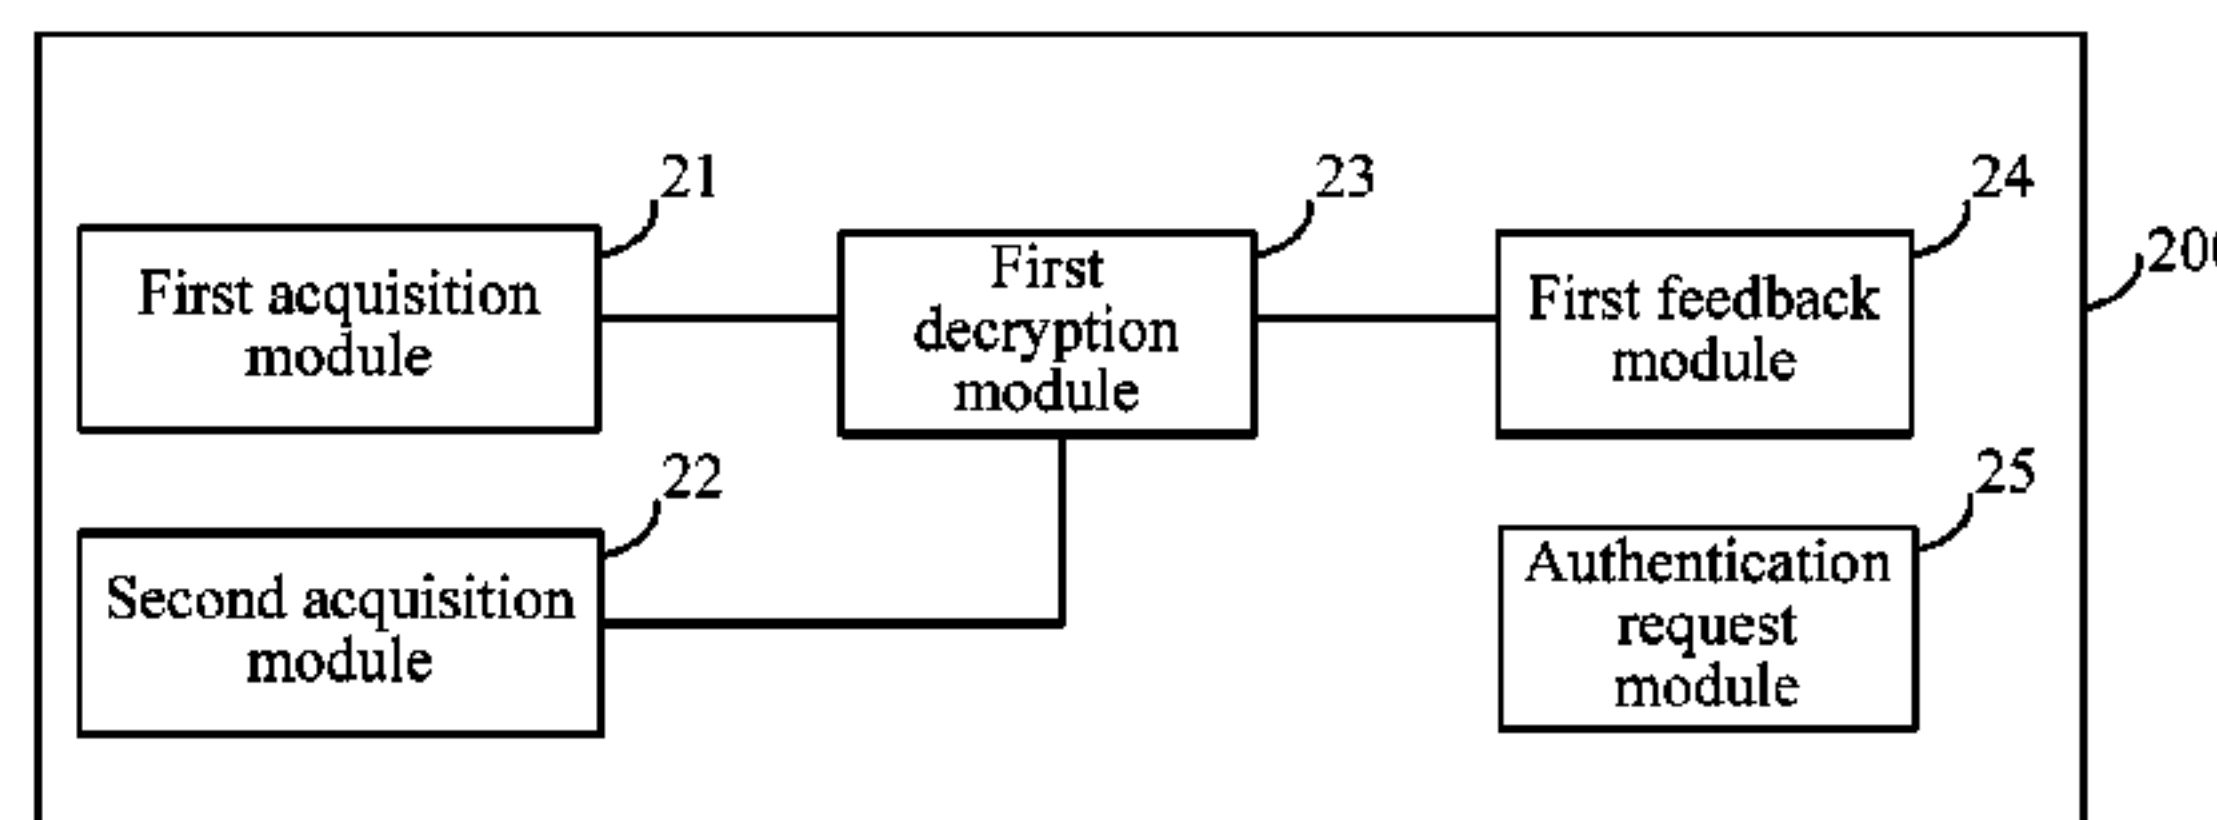 21
First acquisition
module
23
First
decryption
module
24
First feedback
module
22
Second acquisition
module
25
Authentication
request
module